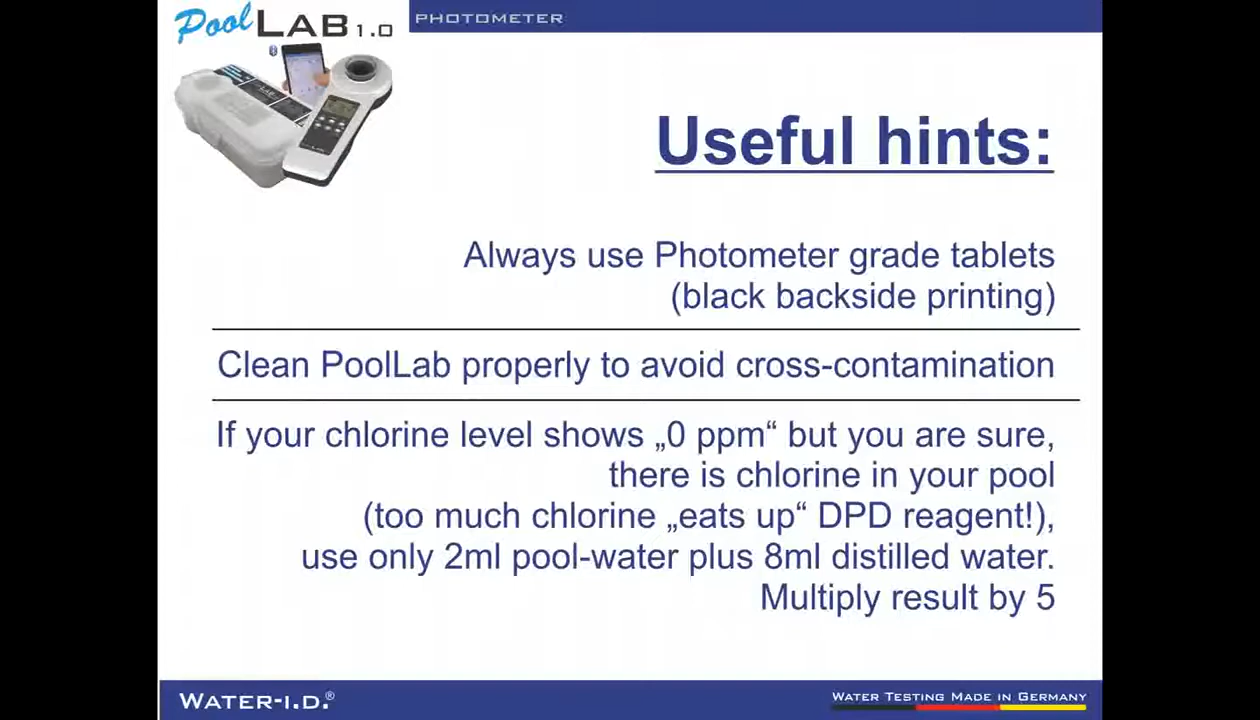 Pool LAB 1.0
PHOTOMETER
Useful hints:
Always use Photometer grade tablets
(black backside printing)
Clean PoolLab properly to avoid cross-contamination
If your chlorine level shows „0 ppm“ but you are sure,
there is chlorine in your pool
(too much chlorine „eats up“ DPD reagent!),
use only 2ml pool-water plus 8ml distilled water.
Multiply result by 5
WATER-I.D.®
WATER TESTING MADE IN GERMANY